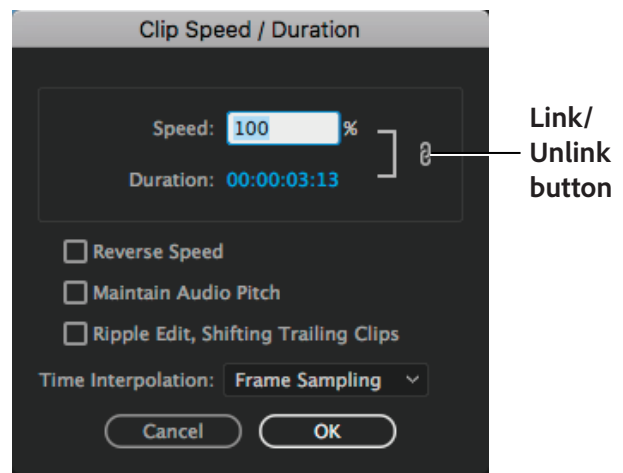 Clip Speed / Duration
Speed: 100 %
Duration: 00:00:03:13
Link/
Unlink
button
Reverse Speed
Maintain Audio Pitch
Ripple Edit, Shifting Trailing Clips
Time Interpolation: Frame Sampling
Cancel OK